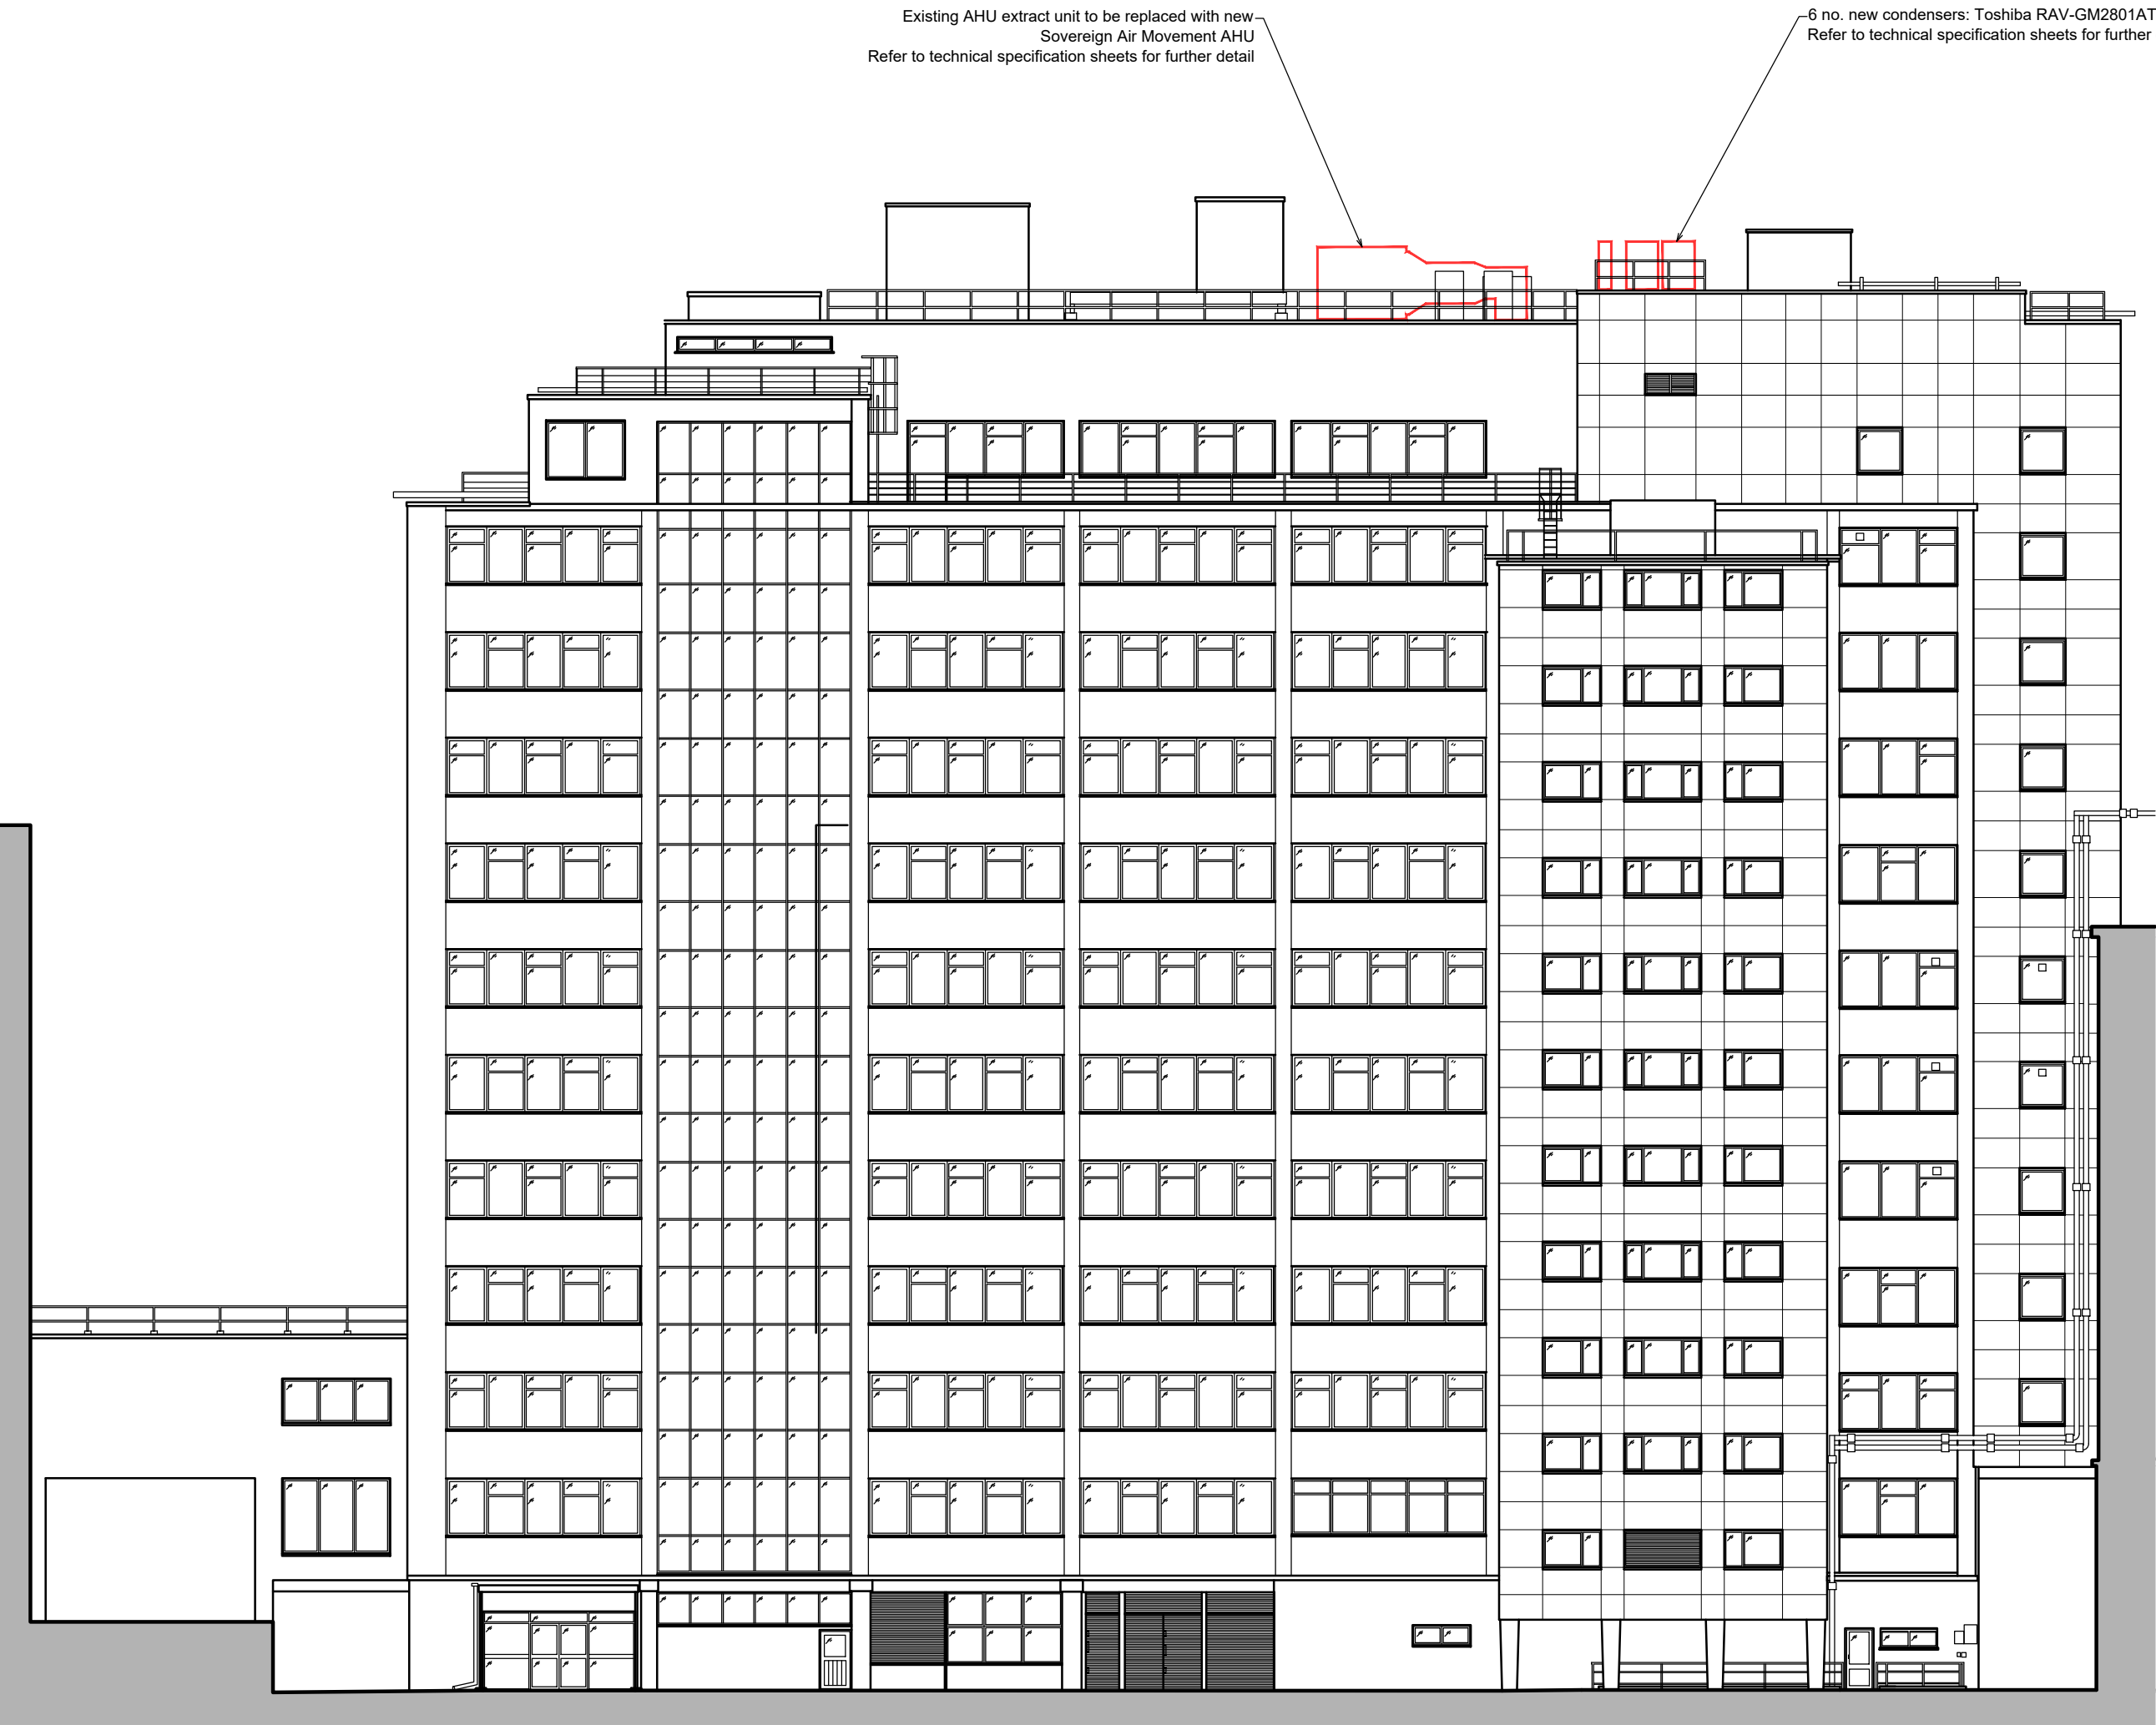 Existing AHU extract unit to be replaced with new
Sovereign Air Movement AHU
Refer to technical specification sheets for further detail
6 no. new condensers: Toshiba RAV-GM2801AT
Refer to technical specification sheets for further